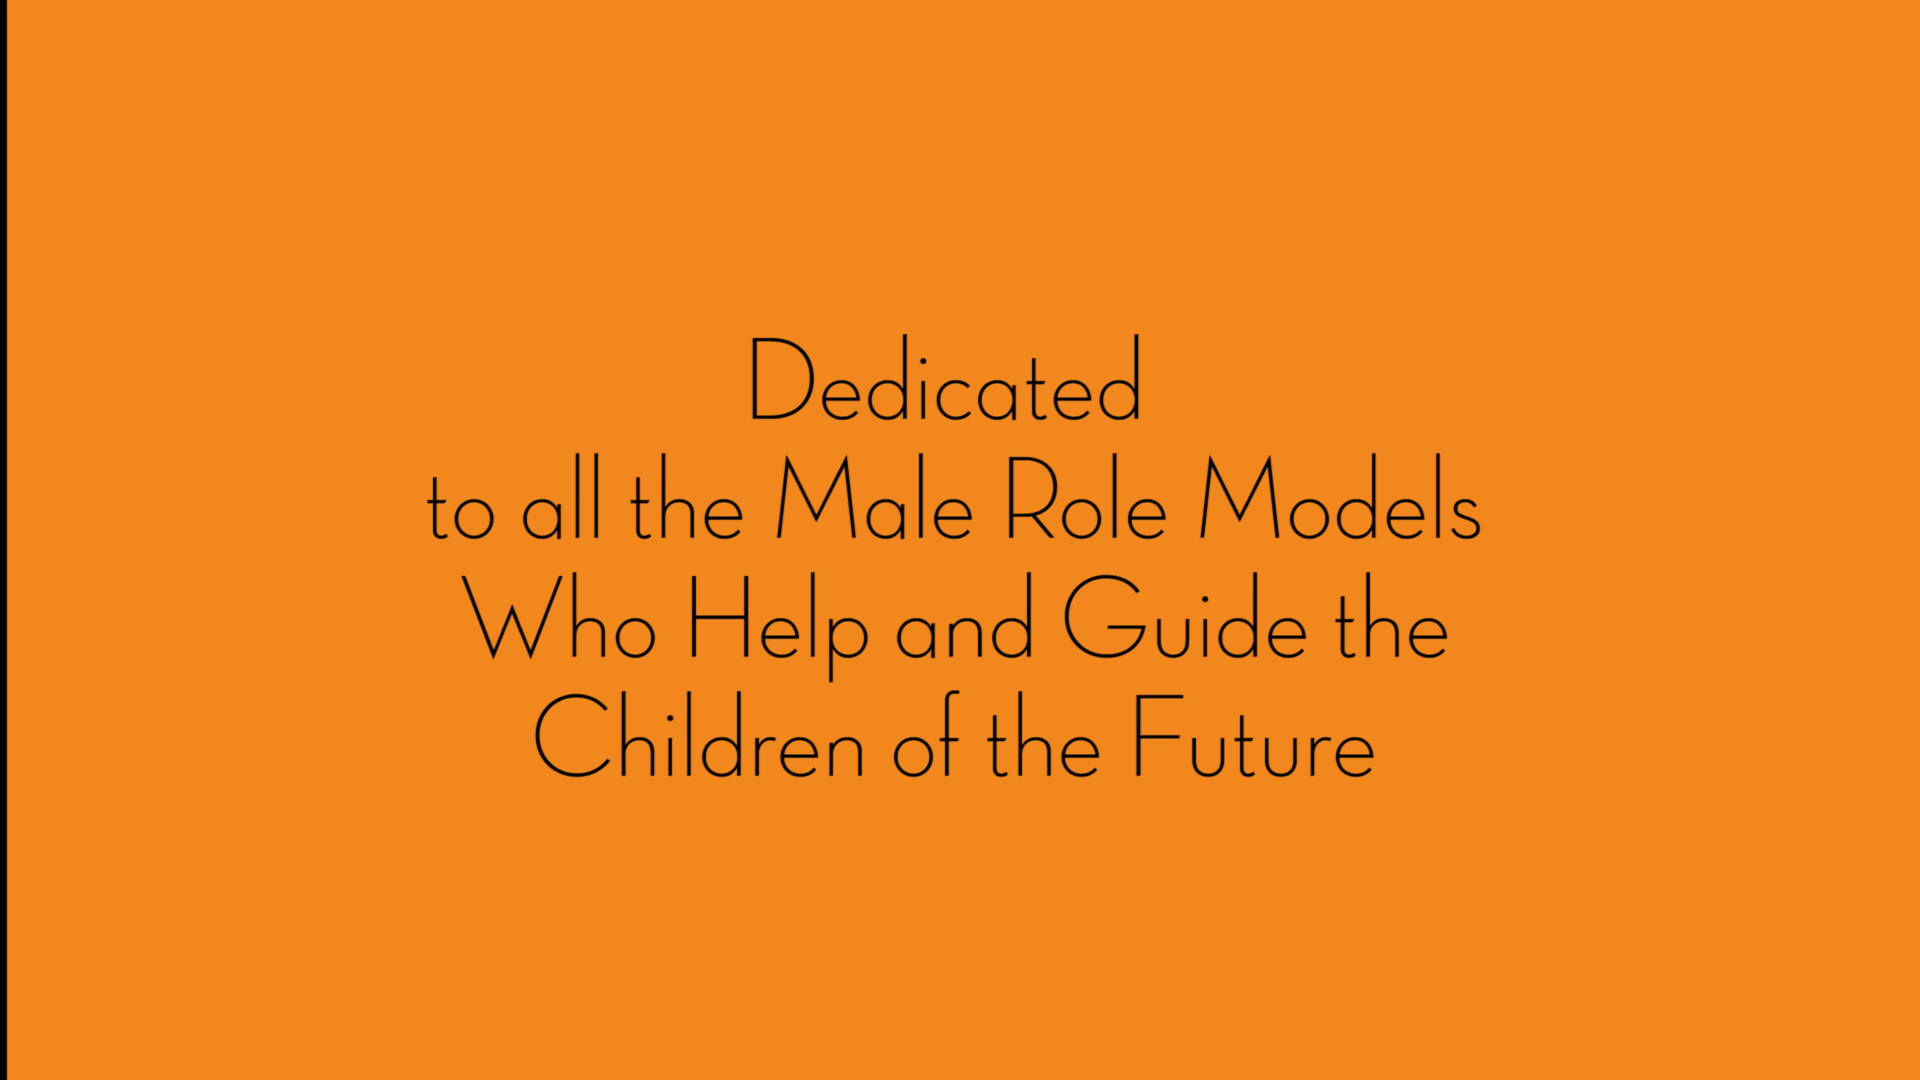 Dedicated
to all the Male Role Models
Who Help and Guide the
Children of the Future